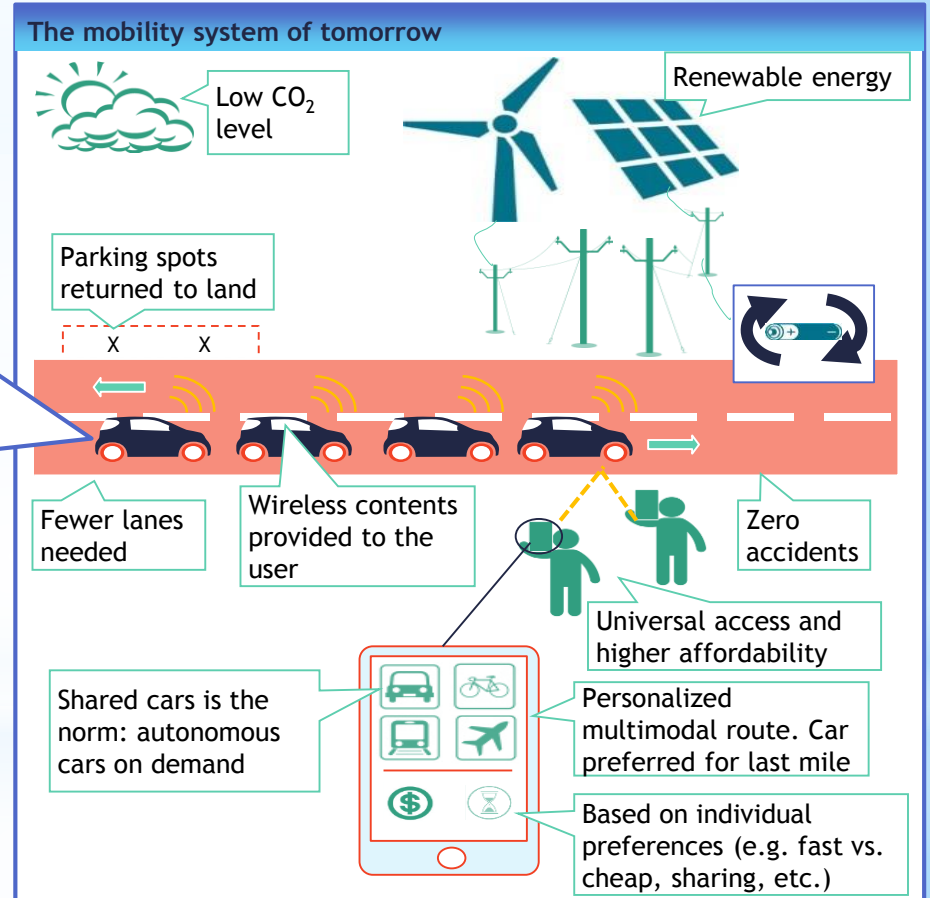 The mobility system of tomorrow
Low CO₂
level
Renewable energy
Parking spots
returned to land
X X
+ −
Fewer lanes
needed
Wireless contents
provided to the
user
Zero
accidents
Universal access and
higher affordability
Shared cars is the
norm: autonomous
cars on demand
Personalized
multimodal route. Car
preferred for last mile
$
Based on individual
preferences (e.g. fast vs.
cheap, sharing, etc.)